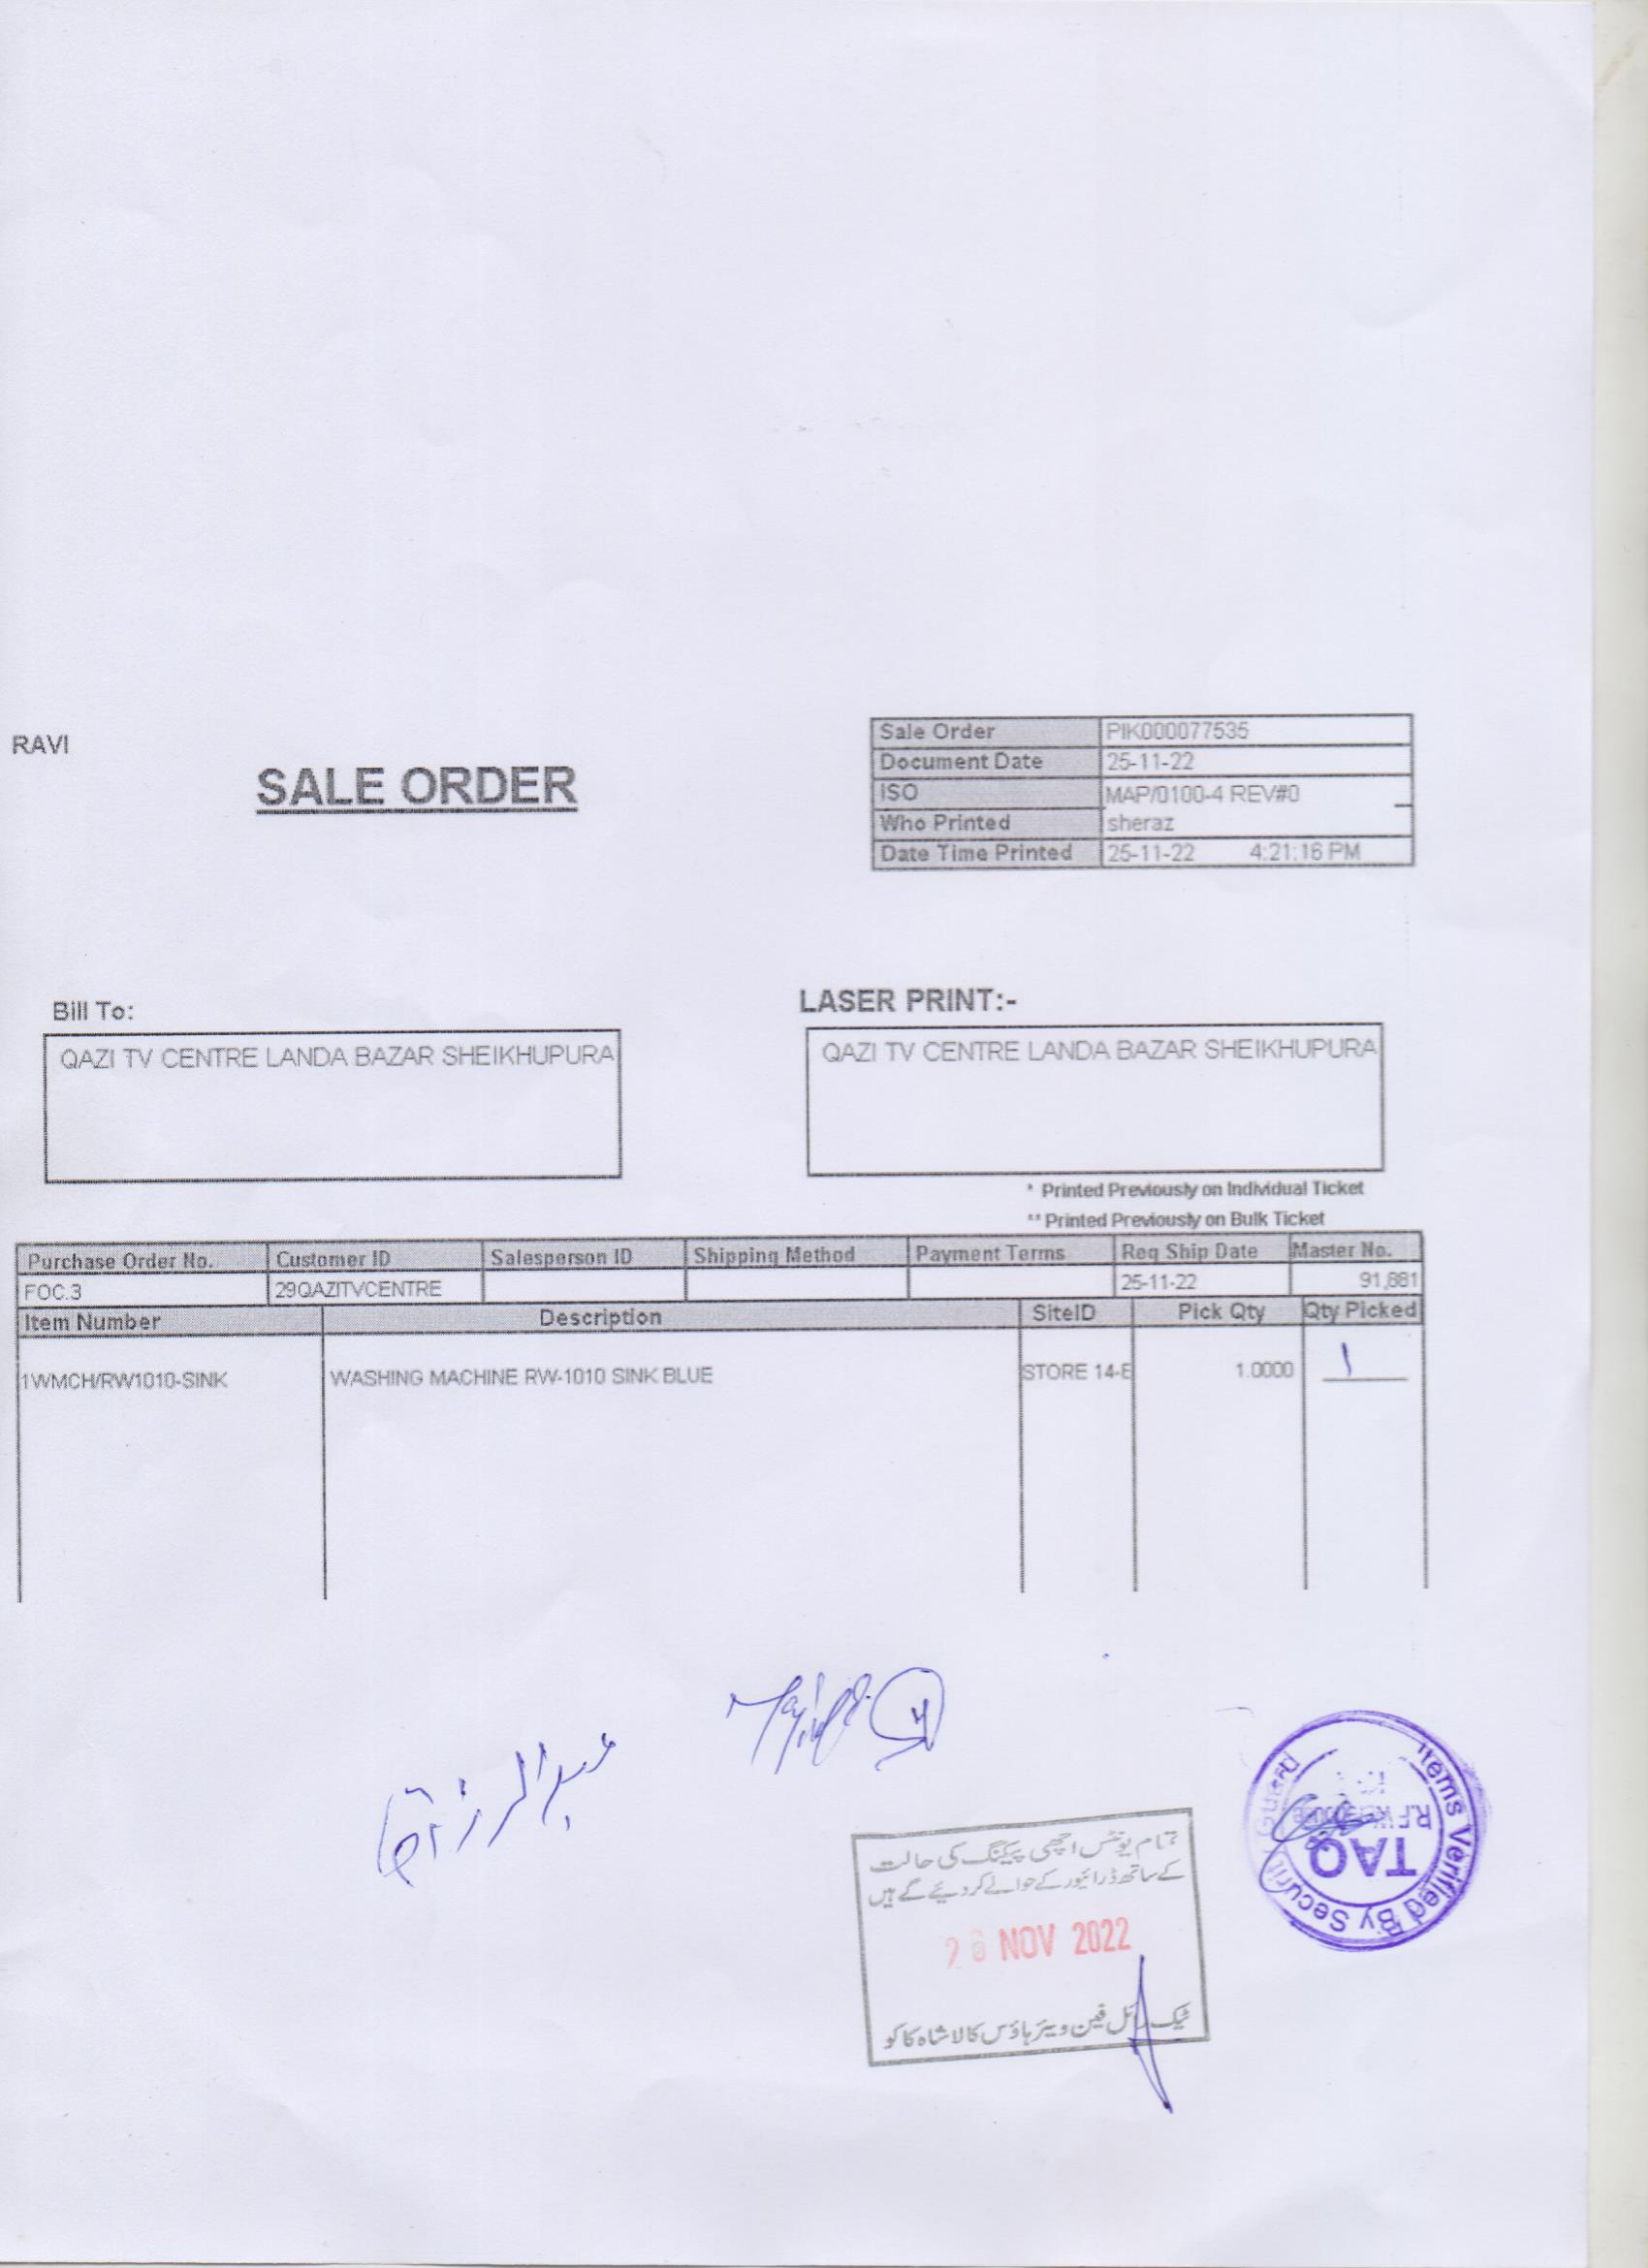 RAVI
SALE ORDER
Sale Order PIK000077535
Document Date 25-11-22
ISO MAP/0100-4 REV#0
Who Printed sheraz
Date Time Printed 25-11-22 4:21:16 PM
Bill To:
LASER PRINT:-
QAZI TV CENTRE LANDA BAZAR SHEIKHUPURA
QAZI TV CENTRE LANDA BAZAR SHEIKHUPURA
* Printed Previously on Individual Ticket
** Printed Previously on Bulk Ticket
Purchase Order No. Customer ID Salesperson ID Shipping Method Payment Terms Req Ship Date Master No.
FOC.3 29QAZITVCENTRE 25-11-22 91,881
Item Number Description SiteID Pick Qty Qty Picked
1WMCH/RW1010-SINK WASHING MACHINE RW-1010 SINK BLUE STORE 14-E 1.0000 1
عبدالرزاق
تمام یونٹس اچھی پیکنگ کی حالت
کے ساتھ ڈرائیور کے حوالے کر دیئے گے ہیں
26 NOV 2022
فین ویئر ہاؤس کالا شاہ کاکو
Items Verified By Security Guard
TAQ